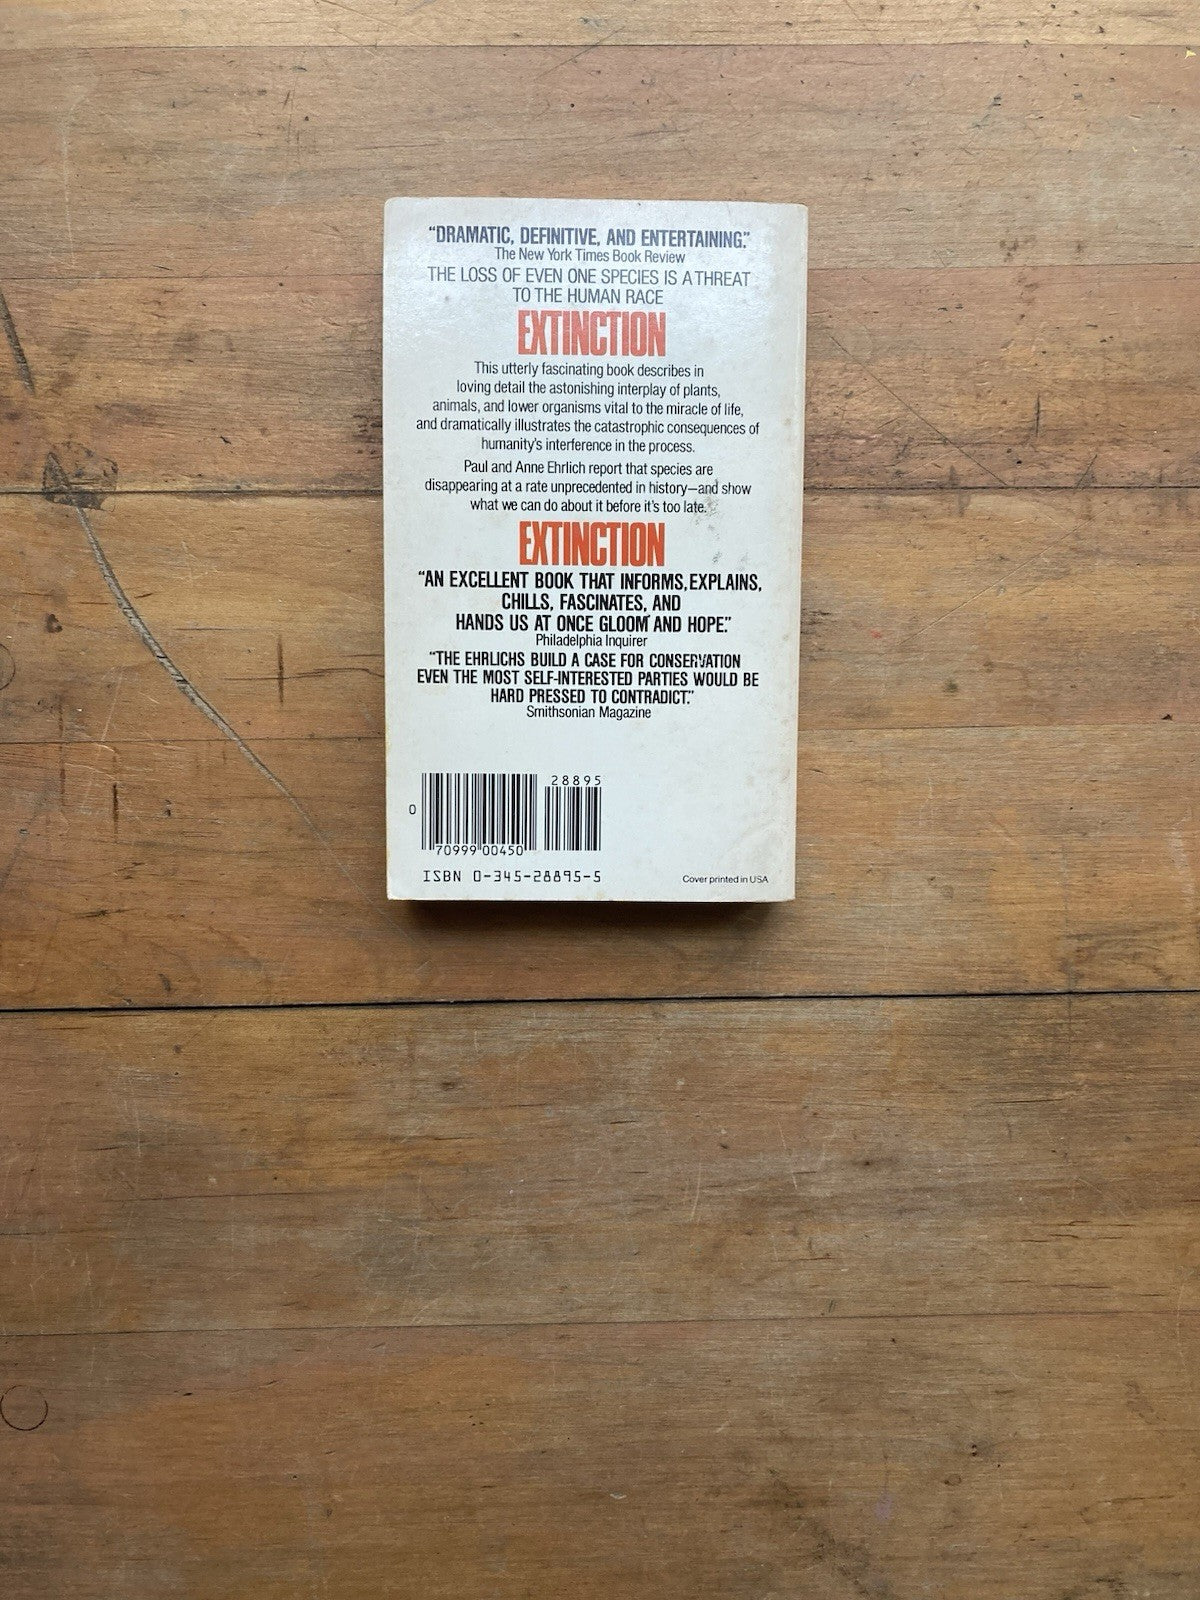 “DRAMATIC, DEFINITIVE, AND ENTERTAINING.”
The New York Times Book Review
THE LOSS OF EVEN ONE SPECIES IS A THREAT
TO THE HUMAN RACE
EXTINCTION
This utterly fascinating book describes in
loving detail the astonishing interplay of plants,
animals, and lower organisms vital to the miracle of life,
and dramatically illustrates the catastrophic consequences of
humanity's interference in the process.
Paul and Anne Ehrlich report that species are
disappearing at a rate unprecedented in history—and show
what we can do about it before it's too late.
EXTINCTION
“AN EXCELLENT BOOK THAT INFORMS, EXPLAINS,
CHILLS, FASCINATES, AND
HANDS US AT ONCE GLOOM AND HOPE.”
Philadelphia Inquirer
“THE EHRLICHS BUILD A CASE FOR CONSERVATION
EVEN THE MOST SELF-INTERESTED PARTIES WOULD BE
HARD PRESSED TO CONTRADICT.”
Smithsonian Magazine
28895
0
70999 00450
ISBN 0-345-28895-5
Cover printed in USA